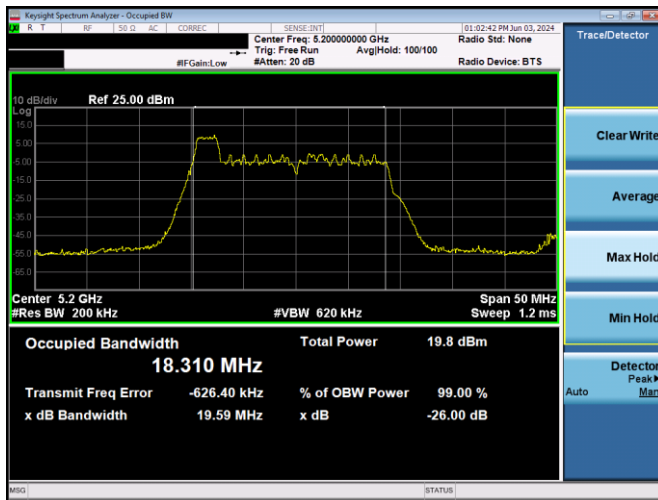 Keysight Spectrum Analyzer - Occupied BW
R T RF 50 Ω AC CORREC SENSE:INT 01:02:42 PM Jun 03, 2024
Center Freq: 5.200000000 GHz Radio Std: None
Trig: Free Run Avg|Hold: 100/100
#IFGain:Low #Atten: 20 dB Radio Device: BTS
10 dB/div Ref 25.00 dBm
Log
15.0
5.00
-5.00
-15.0
-25.0
-35.0
-45.0
-55.0
-65.0
Center 5.2 GHz Span 50 MHz
#Res BW 200 kHz #VBW 620 kHz Sweep 1.2 ms
Occupied Bandwidth Total Power 19.8 dBm
18.310 MHz
Transmit Freq Error -626.40 kHz % of OBW Power 99.00 %
x dB Bandwidth 19.59 MHz x dB -26.00 dB
MSG STATUS
Trace/Detector
Clear Write
Average
Max Hold
Min Hold
Detector
Peak
Auto Man